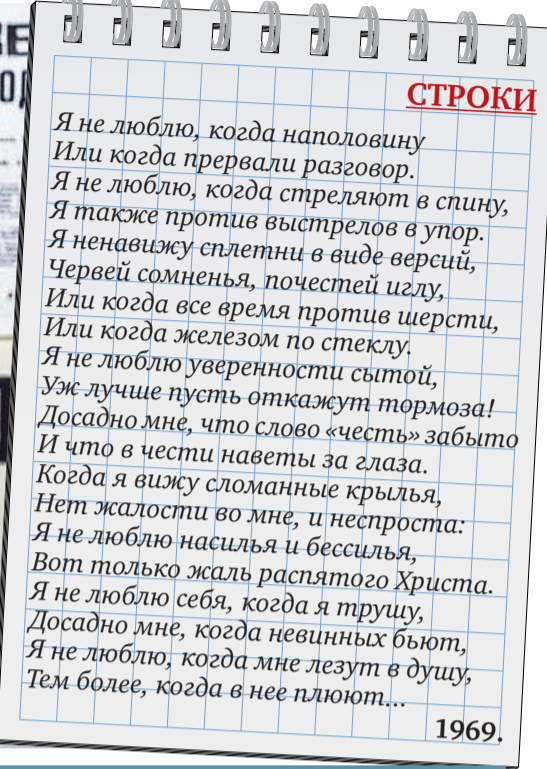 СТРОКИ
Я не люблю, когда наполовину
Или когда прервали разговор.
Я не люблю, когда стреляют в спину,
Я также против выстрелов в упор.
Я ненавижу сплетни в виде версий,
Червей сомненья, почестей иглу,
Или когда все время против шерсти,
Или когда железом по стеклу.
Я не люблю уверенности сытой,
Уж лучше пусть откажут тормоза!
Досадно мне, что слово «честь» забыто
И что в чести наветы за глаза.
Когда я вижу сломанные крылья,
Нет жалости во мне, и неспроста:
Я не люблю насилья и бессилья,
Вот только жаль распятого Христа.
Я не люблю себя, когда я трушу,
Досадно мне, когда невинных бьют,
Я не люблю, когда мне лезут в душу,
Тем более, когда в нее плюют...
1969.